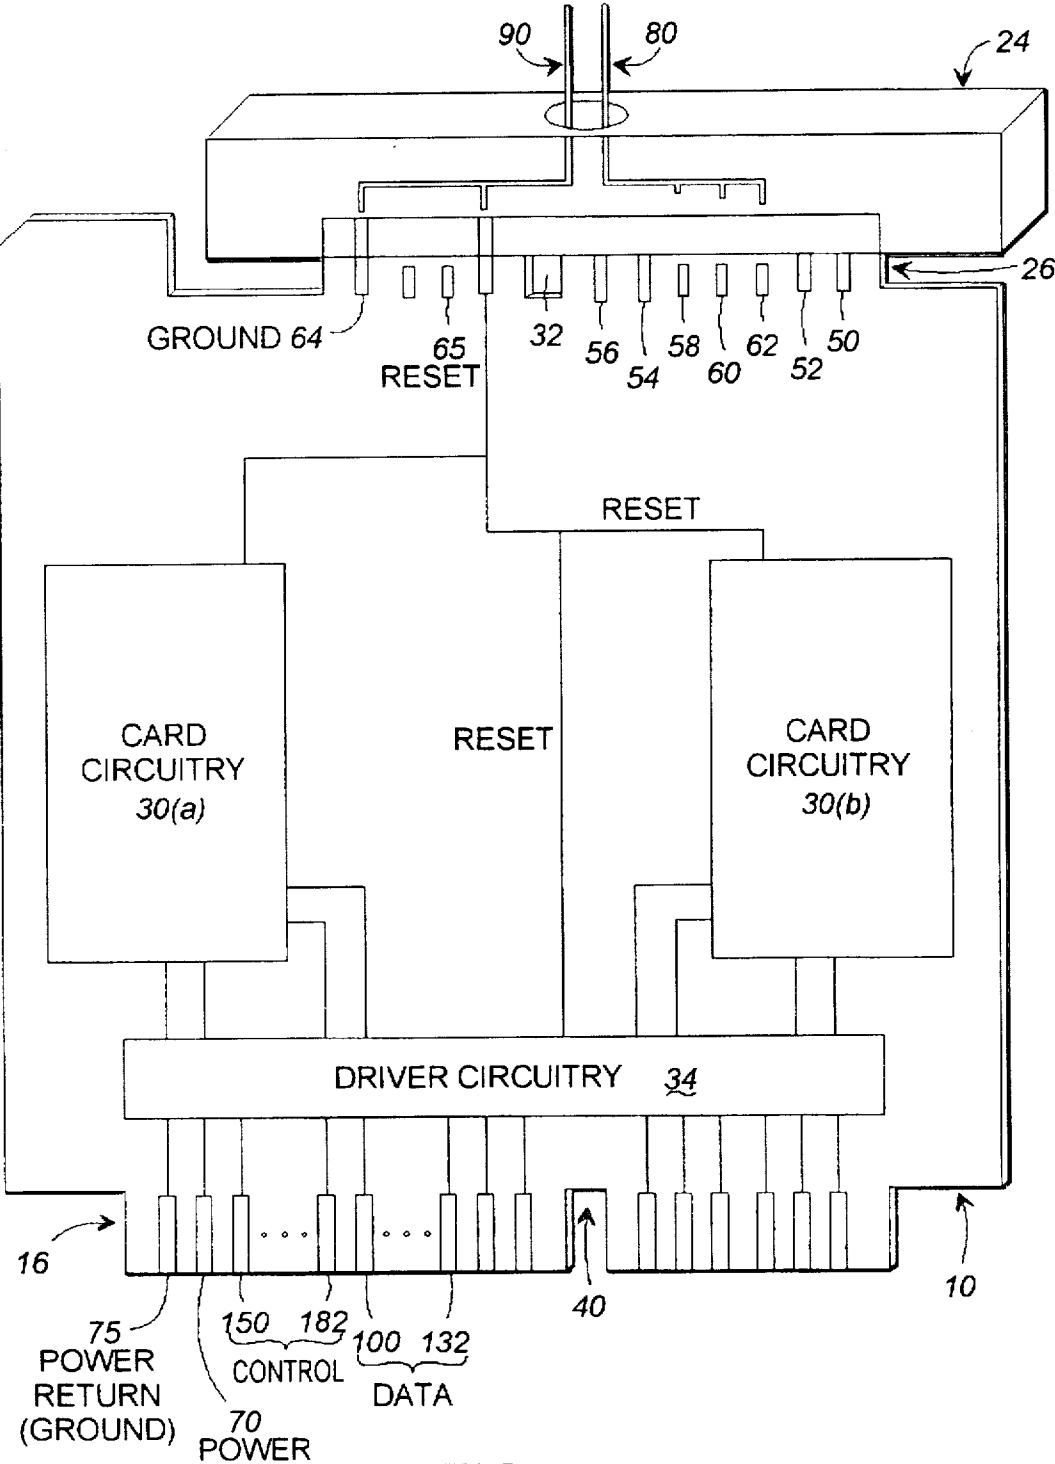 90
80
24
26
GROUND 64
65
RESET
32
56
54
58
60
62
52
50
RESET
CARD
CIRCUITRY
30(a)
RESET
CARD
CIRCUITRY
30(b)
DRIVER CIRCUITRY 34
16
10
40
75
POWER
RETURN
(GROUND)
70
POWER
150 182
CONTROL
100 132
DATA